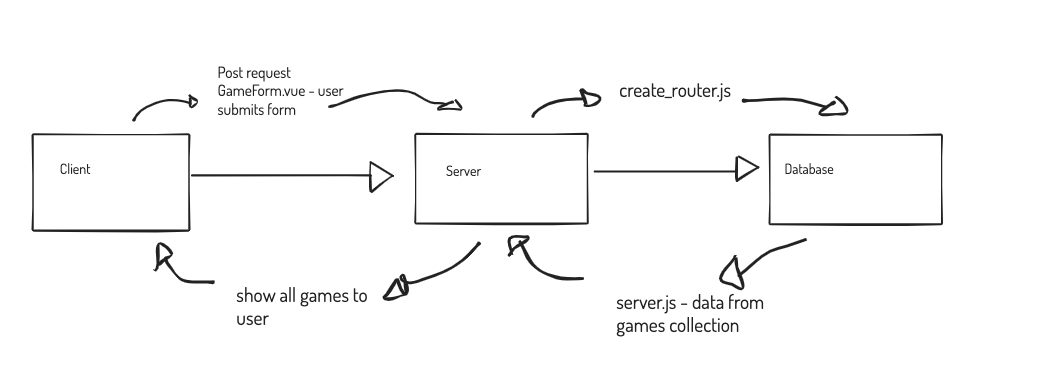 Post request
GameForm.vue - user
submits form
create_router.js
Client
Server
Database
show all games to
user
server.js - data from
games collection